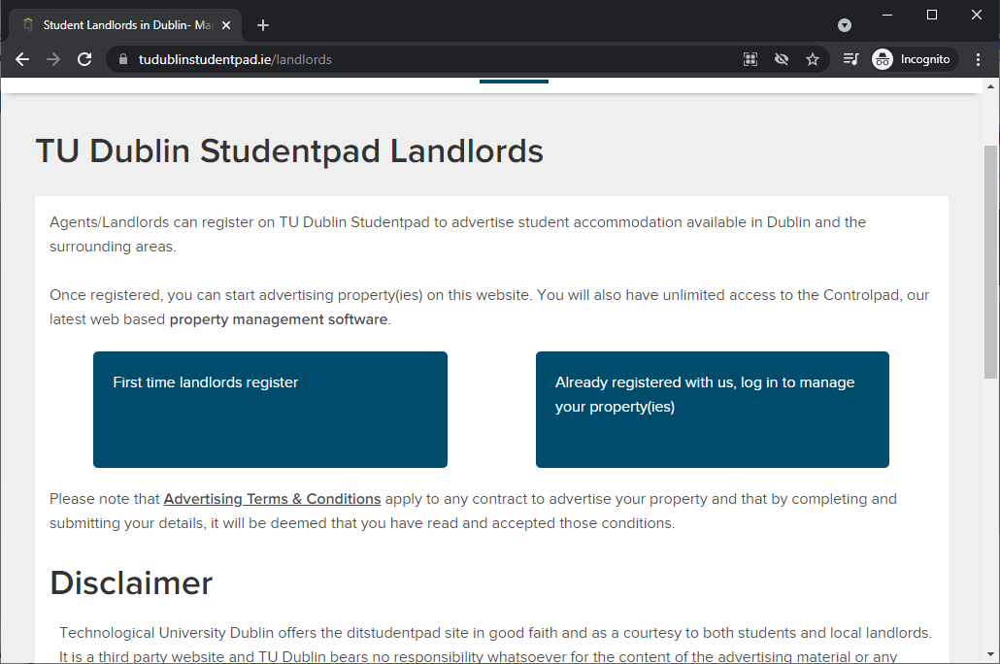 Student Landlords in Dublin- Ma
tudublinstudentpad.ie/landlords
Incognito
TU Dublin Studentpad Landlords
Agents/Landlords can register on TU Dublin Studentpad to advertise student accommodation available in Dublin and the
surrounding areas.
Once registered, you can start advertising property(ies) on this website. You will also have unlimited access to the Controlpad, our
latest web based property management software.
First time landlords register
Already registered with us, log in to manage
your property(ies)
Please note that Advertising Terms & Conditions apply to any contract to advertise your property and that by completing and
submitting your details, it will be deemed that you have read and accepted those conditions.
Disclaimer
Technological University Dublin offers the ditstudentpad site in good faith and as a courtesy to both students and local landlords.
It is a third party website and TU Dublin bears no responsibility whatsoever for the content of the advertising material or any